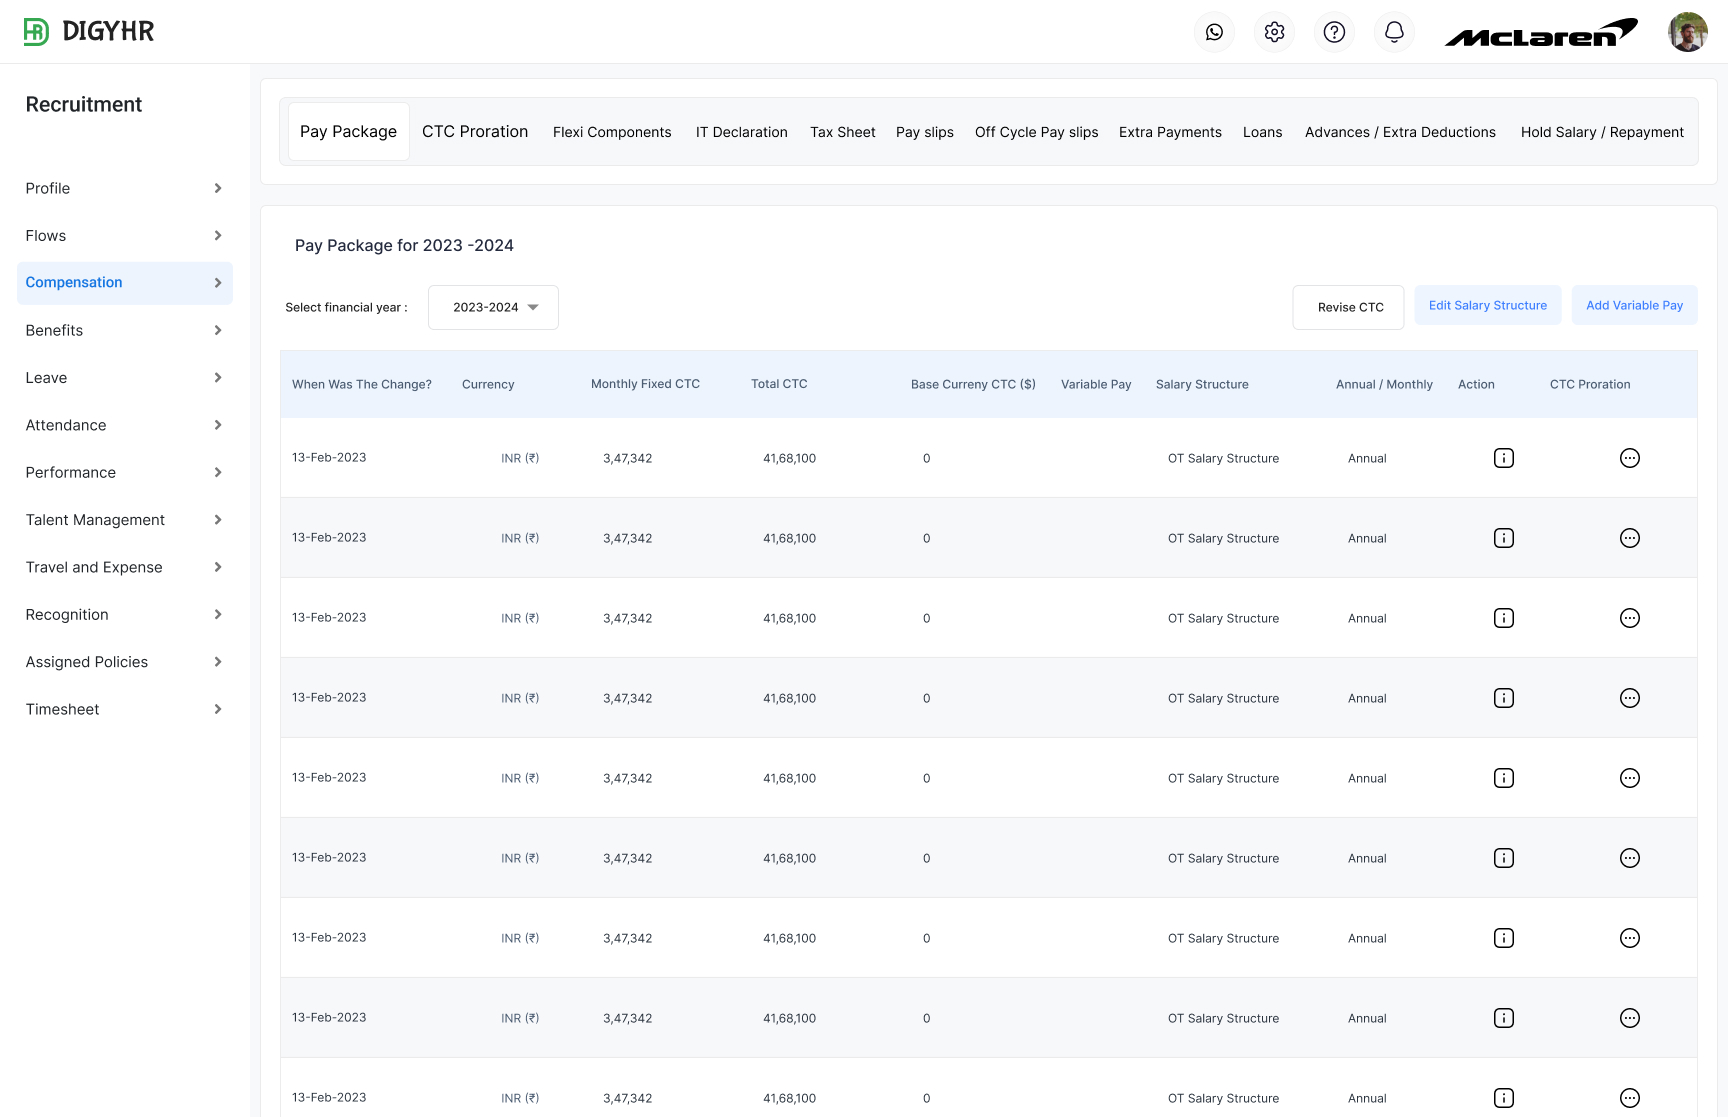 DIGYHR
McLaren
Recruitment
Profile
Flows
Compensation
Benefits
Leave
Attendance
Performance
Talent Management
Travel and Expense
Recognition
Assigned Policies
Timesheet
Pay Package CTC Proration Flexi Components IT Declaration Tax Sheet Pay slips Off Cycle Pay slips Extra Payments Loans Advances / Extra Deductions Hold Salary / Repayment
Pay Package for 2023 -2024
Select financial year : 2023-2024 Revise CTC Edit Salary Structure Add Variable Pay
When Was The Change? Currency Monthly Fixed CTC Total CTC Base Curreny CTC ($) Variable Pay Salary Structure Annual / Monthly Action CTC Proration
13-Feb-2023 INR (₹) 3,47,342 41,68,100 0 OT Salary Structure Annual
13-Feb-2023 INR (₹) 3,47,342 41,68,100 0 OT Salary Structure Annual
13-Feb-2023 INR (₹) 3,47,342 41,68,100 0 OT Salary Structure Annual
13-Feb-2023 INR (₹) 3,47,342 41,68,100 0 OT Salary Structure Annual
13-Feb-2023 INR (₹) 3,47,342 41,68,100 0 OT Salary Structure Annual
13-Feb-2023 INR (₹) 3,47,342 41,68,100 0 OT Salary Structure Annual
13-Feb-2023 INR (₹) 3,47,342 41,68,100 0 OT Salary Structure Annual
13-Feb-2023 INR (₹) 3,47,342 41,68,100 0 OT Salary Structure Annual
13-Feb-2023 INR (₹) 3,47,342 41,68,100 0 OT Salary Structure Annual